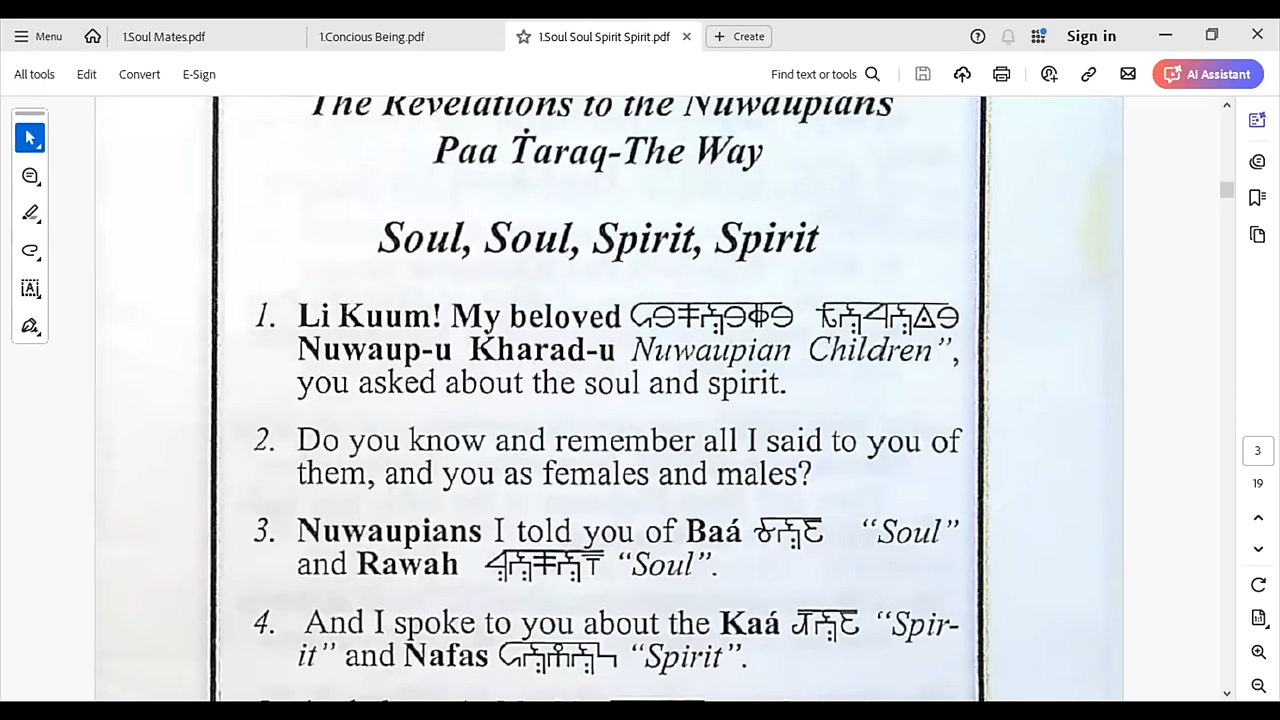 Menu
1.Soul Mates.pdf
1.Concious Being.pdf
1.Soul Soul Spirit Spirit.pdf
Create
Sign in
All tools
Edit
Convert
E-Sign
Find text or tools
AI Assistant
The Revelations to the Nuwaupians
Paa Ṫaraq-The Way
Soul, Soul, Spirit, Spirit
1. Li Kuum! My beloved
Nuwaup-u Kharad-u Nuwaupian Children”,
you asked about the soul and spirit.
2. Do you know and remember all I said to you of
them, and you as females and males?
3. Nuwaupians I told you of Baá “Soul”
and Rawah “Soul”.
4. And I spoke to you about the Kaá “Spir-
it” and Nafas “Spirit”.
3
19